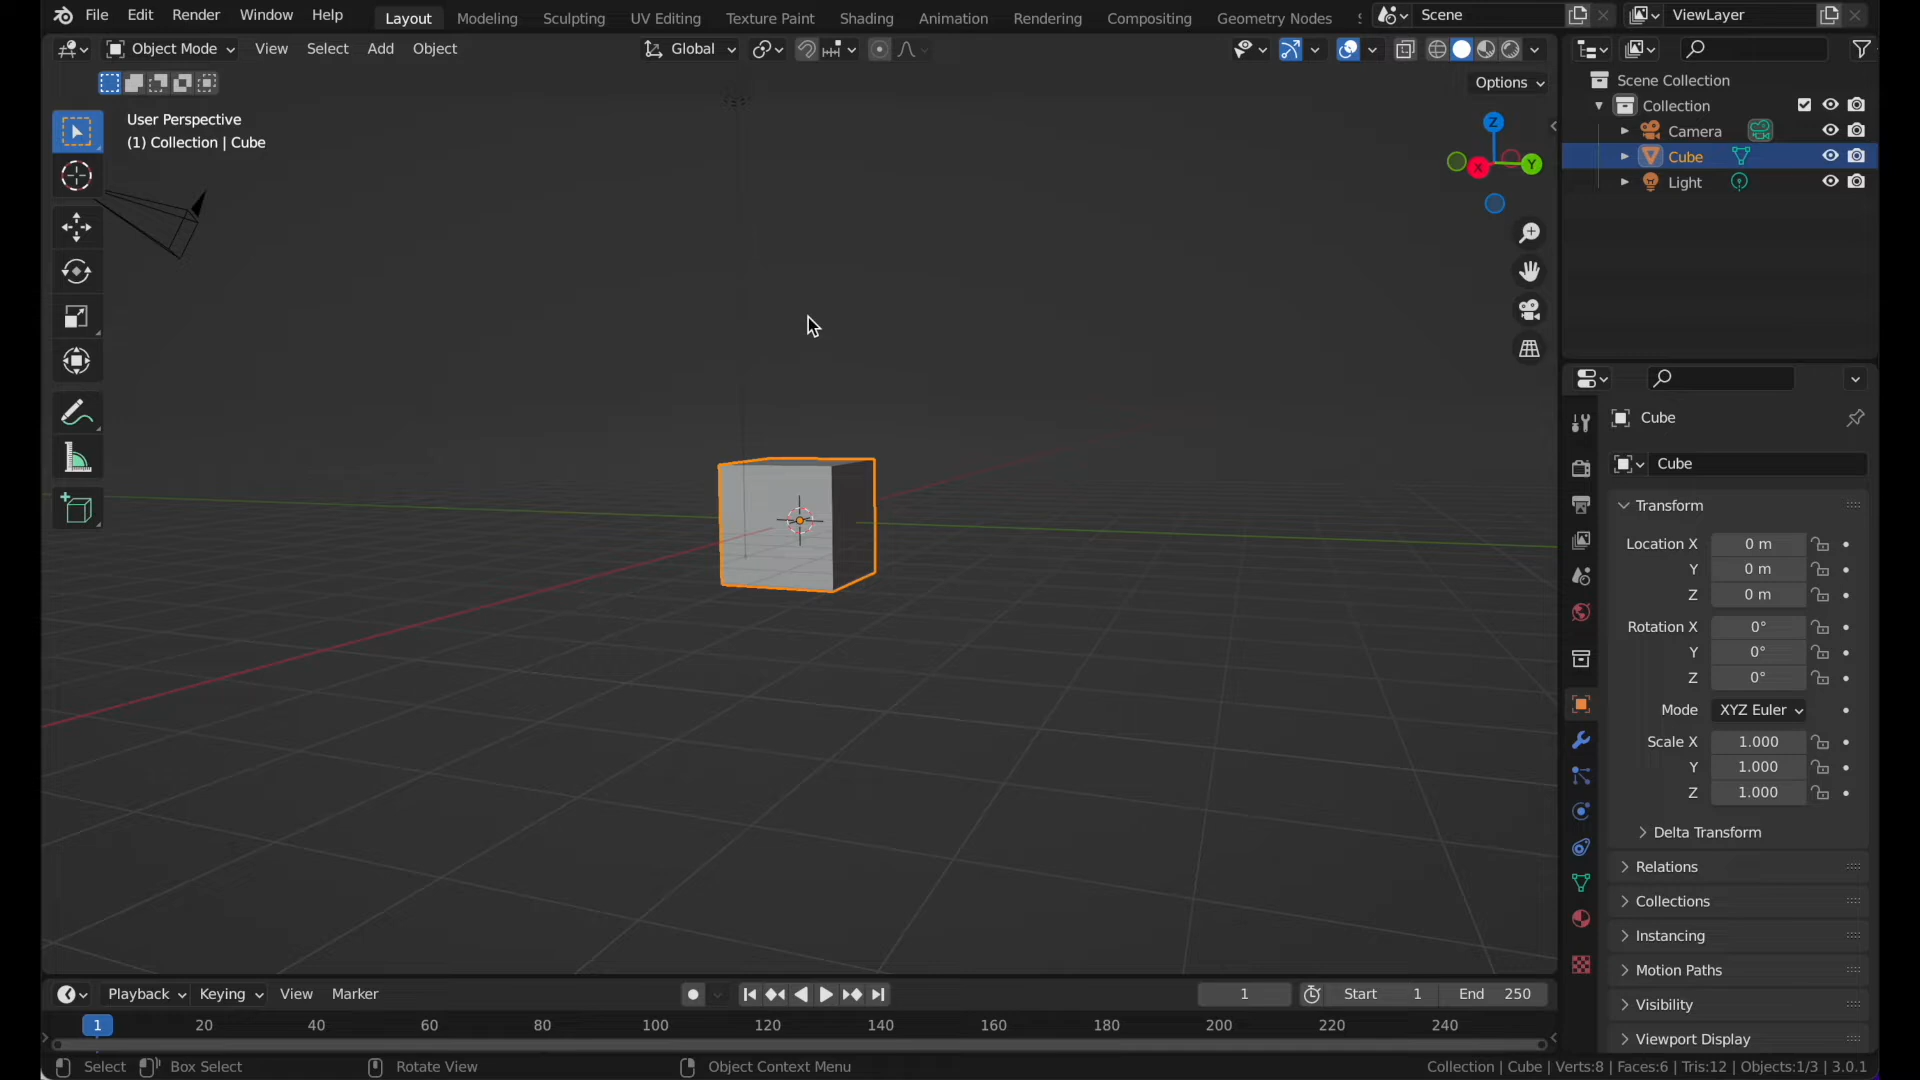 File Edit Render Window Help Layout Modeling Sculpting UV Editing Texture Paint Shading Animation Rendering Compositing Geometry Nodes Scene ViewLayer
Object Mode View Select Add Object Global
Options
User Perspective
(1) Collection | Cube
Z
X
Y
Scene Collection
Collection
Camera
Cube
Light
Cube
Cube
Transform
Location X 0 m
Y 0 m
Z 0 m
Rotation X 0°
Y 0°
Z 0°
Mode XYZ Euler
Scale X 1.000
Y 1.000
Z 1.000
Delta Transform
Relations
Collections
Instancing
Motion Paths
Visibility
Viewport Display
Playback Keying View Marker 1 Start 1 End 250
1 20 40 60 80 100 120 140 160 180 200 220 240
Select Box Select Rotate View Object Context Menu Collection | Cube | Verts:8 | Faces:6 | Tris:12 | Objects:1/3 | 3.0.1